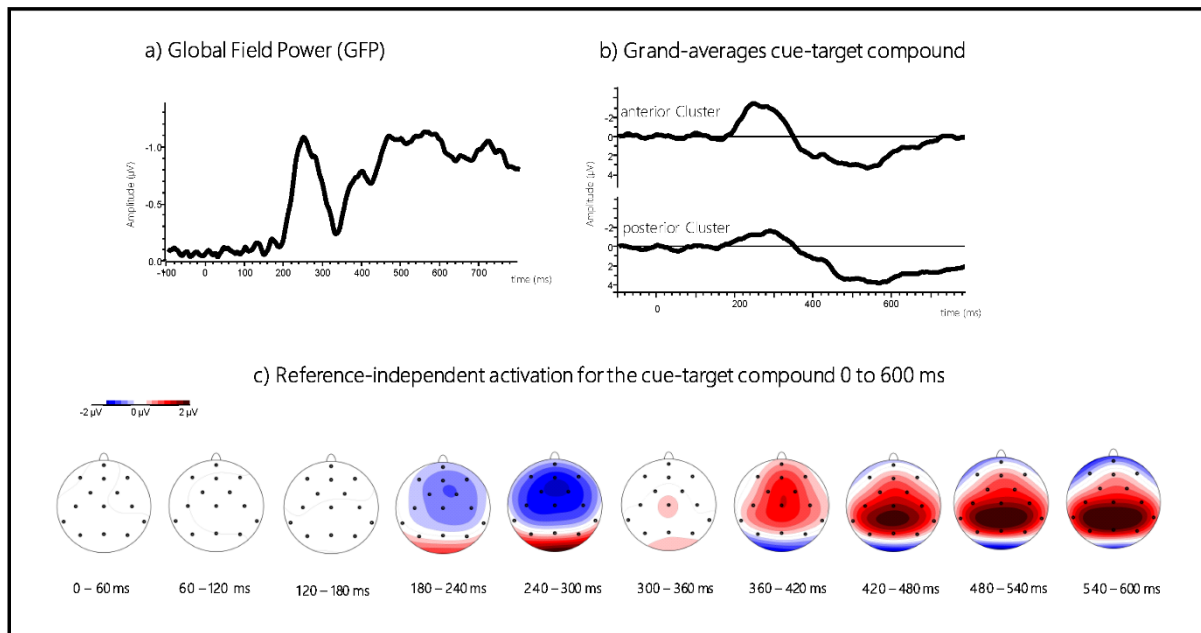 a) Global Field Power (GFP)
b) Grand-averages cue-target compound
Amplitude (µV)
-1.0
-0.5
0.0
-100 0 100 200 300 400 500 600 700
time (ms)
anterior Cluster
-2
0
2
4
Amplitude (µV)
posterior Cluster
-2
0
2
4
0 200 400 600
time (ms)
c) Reference-independent activation for the cue-target compound 0 to 600 ms
-2 µV 0 µV 2 µV
0 – 60 ms 60 – 120 ms 120 – 180 ms 180 – 240 ms 240 – 300 ms 300 – 360 ms 360 – 420 ms 420 – 480 ms 480 – 540 ms 540 – 600 ms